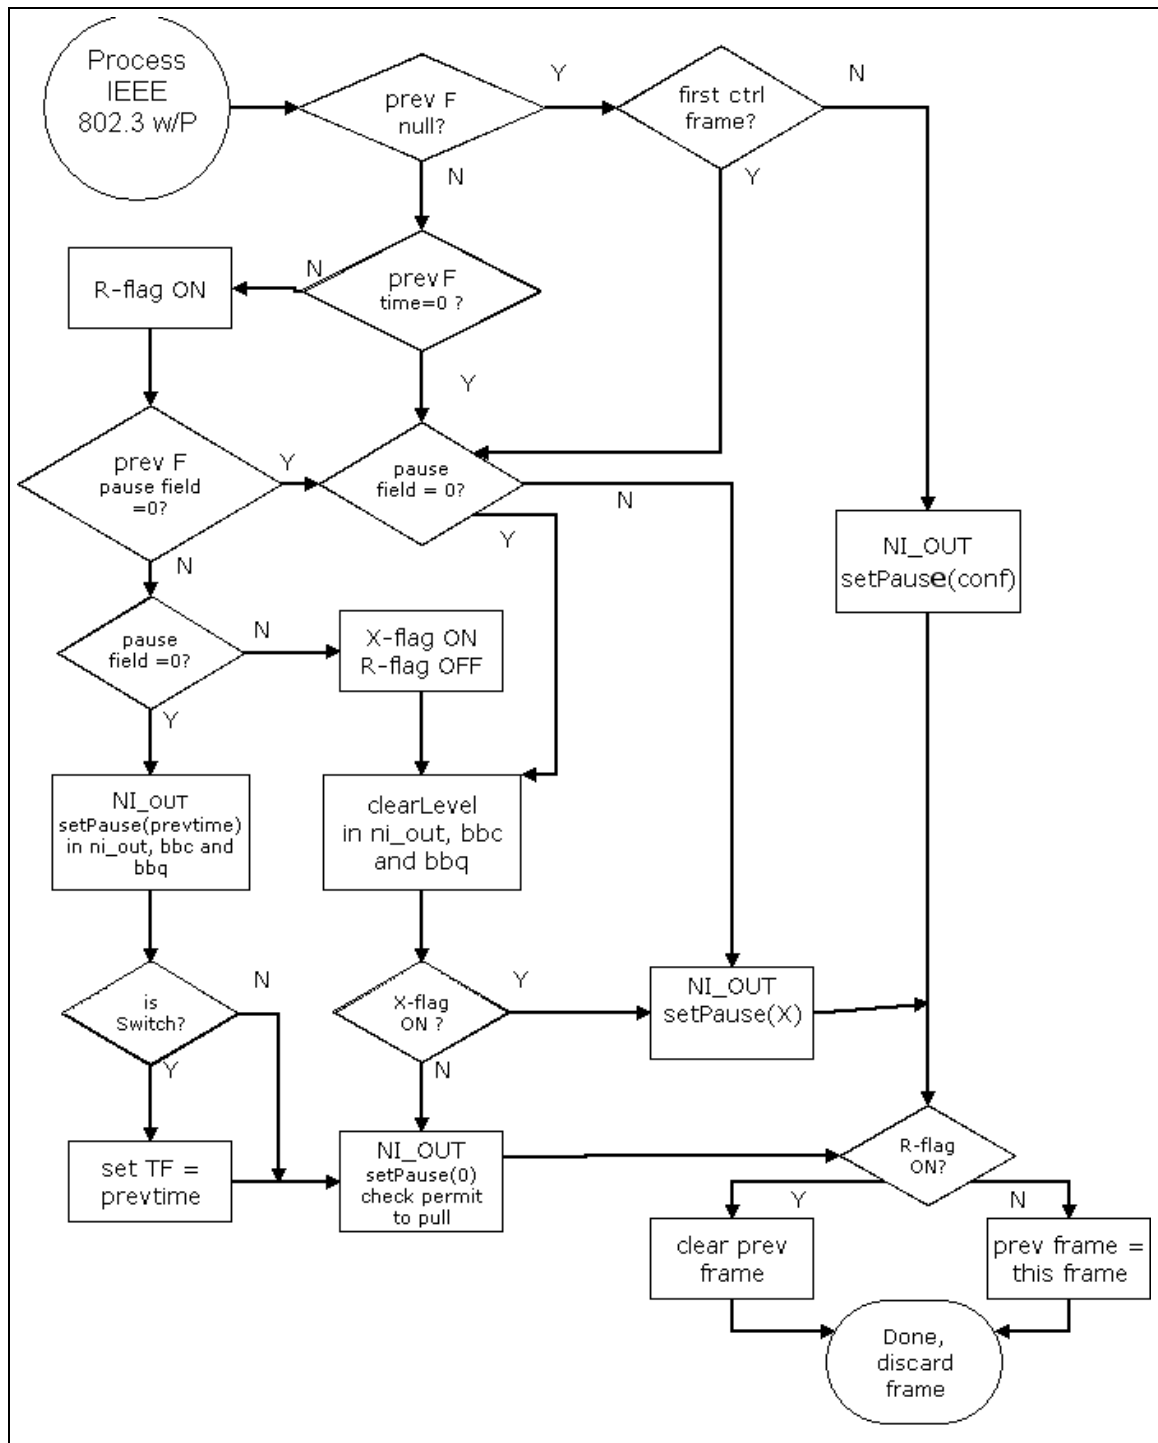 Process
IEEE
802.3 w/P
prev F
null?
Y
first ctrl
frame?
N
N
Y
R-flag ON
N
prev F
time=0 ?
Y
prev F
pause field
=0?
Y
pause
field = 0?
N
Y
N
NI_OUT
setPause(conf)
pause
field =0?
N
X-flag ON
R-flag OFF
Y
NI_OUT
setPause(prevtime)
in ni_out, bbc and
bbq
clearLevel
in ni_out, bbc
and bbq
is
Switch?
N
Y
X-flag
ON ?
Y
N
NI_OUT
setPause(X)
set TF =
prevtime
NI_OUT
setPause(0)
check permit
to pull
R-flag
ON?
Y
N
clear prev
frame
prev frame =
this frame
Done,
discard
frame